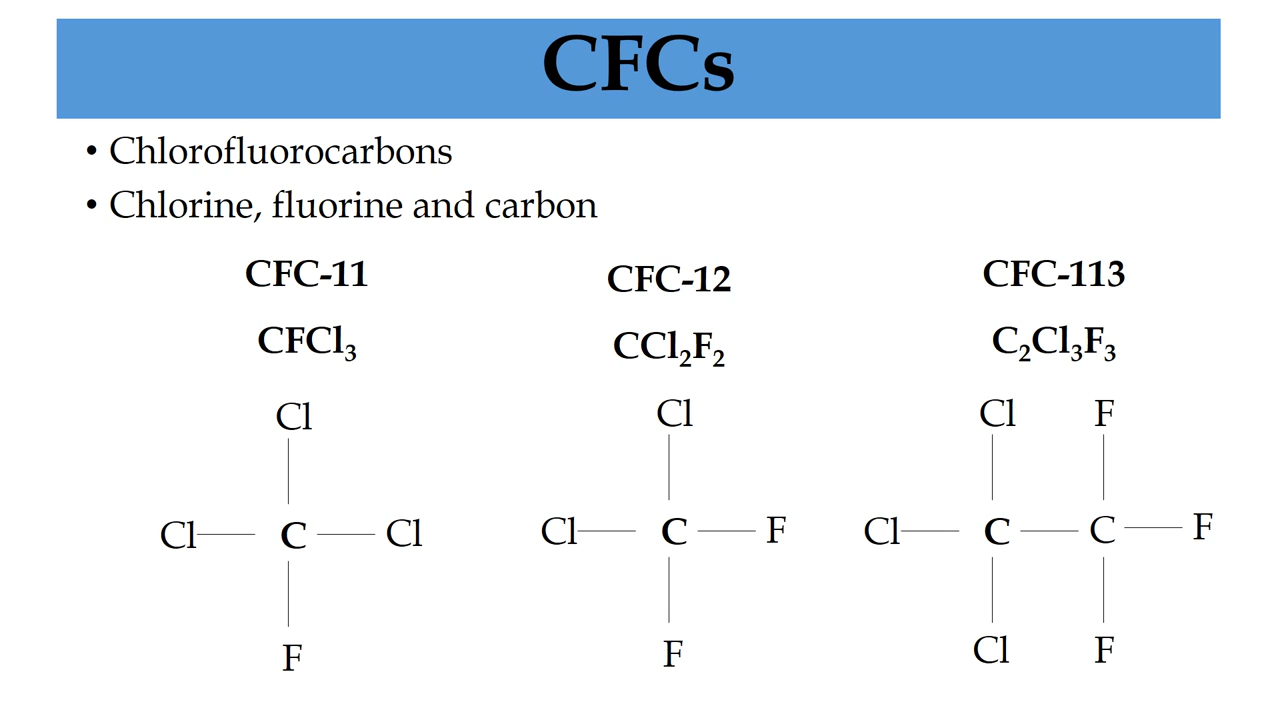 CFCs
• Chlorofluorocarbons
• Chlorine, fluorine and carbon
CFC-11
CFCl₃
Cl
Cl C Cl
F
CFC-12
CCl₂F₂
Cl
Cl C F
F
CFC-113
C₂Cl₃F₃
Cl F
Cl C C F
Cl F